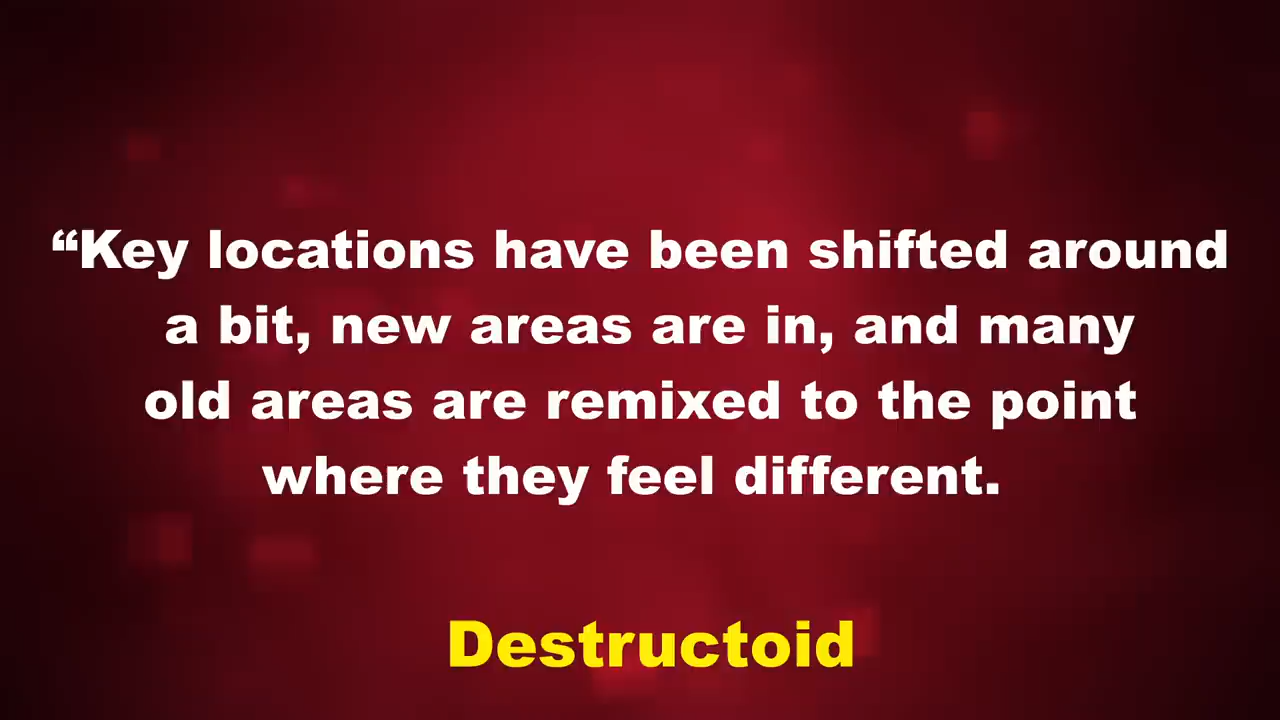 “Key locations have been shifted around
a bit, new areas are in, and many
old areas are remixed to the point
where they feel different.
Destructoid